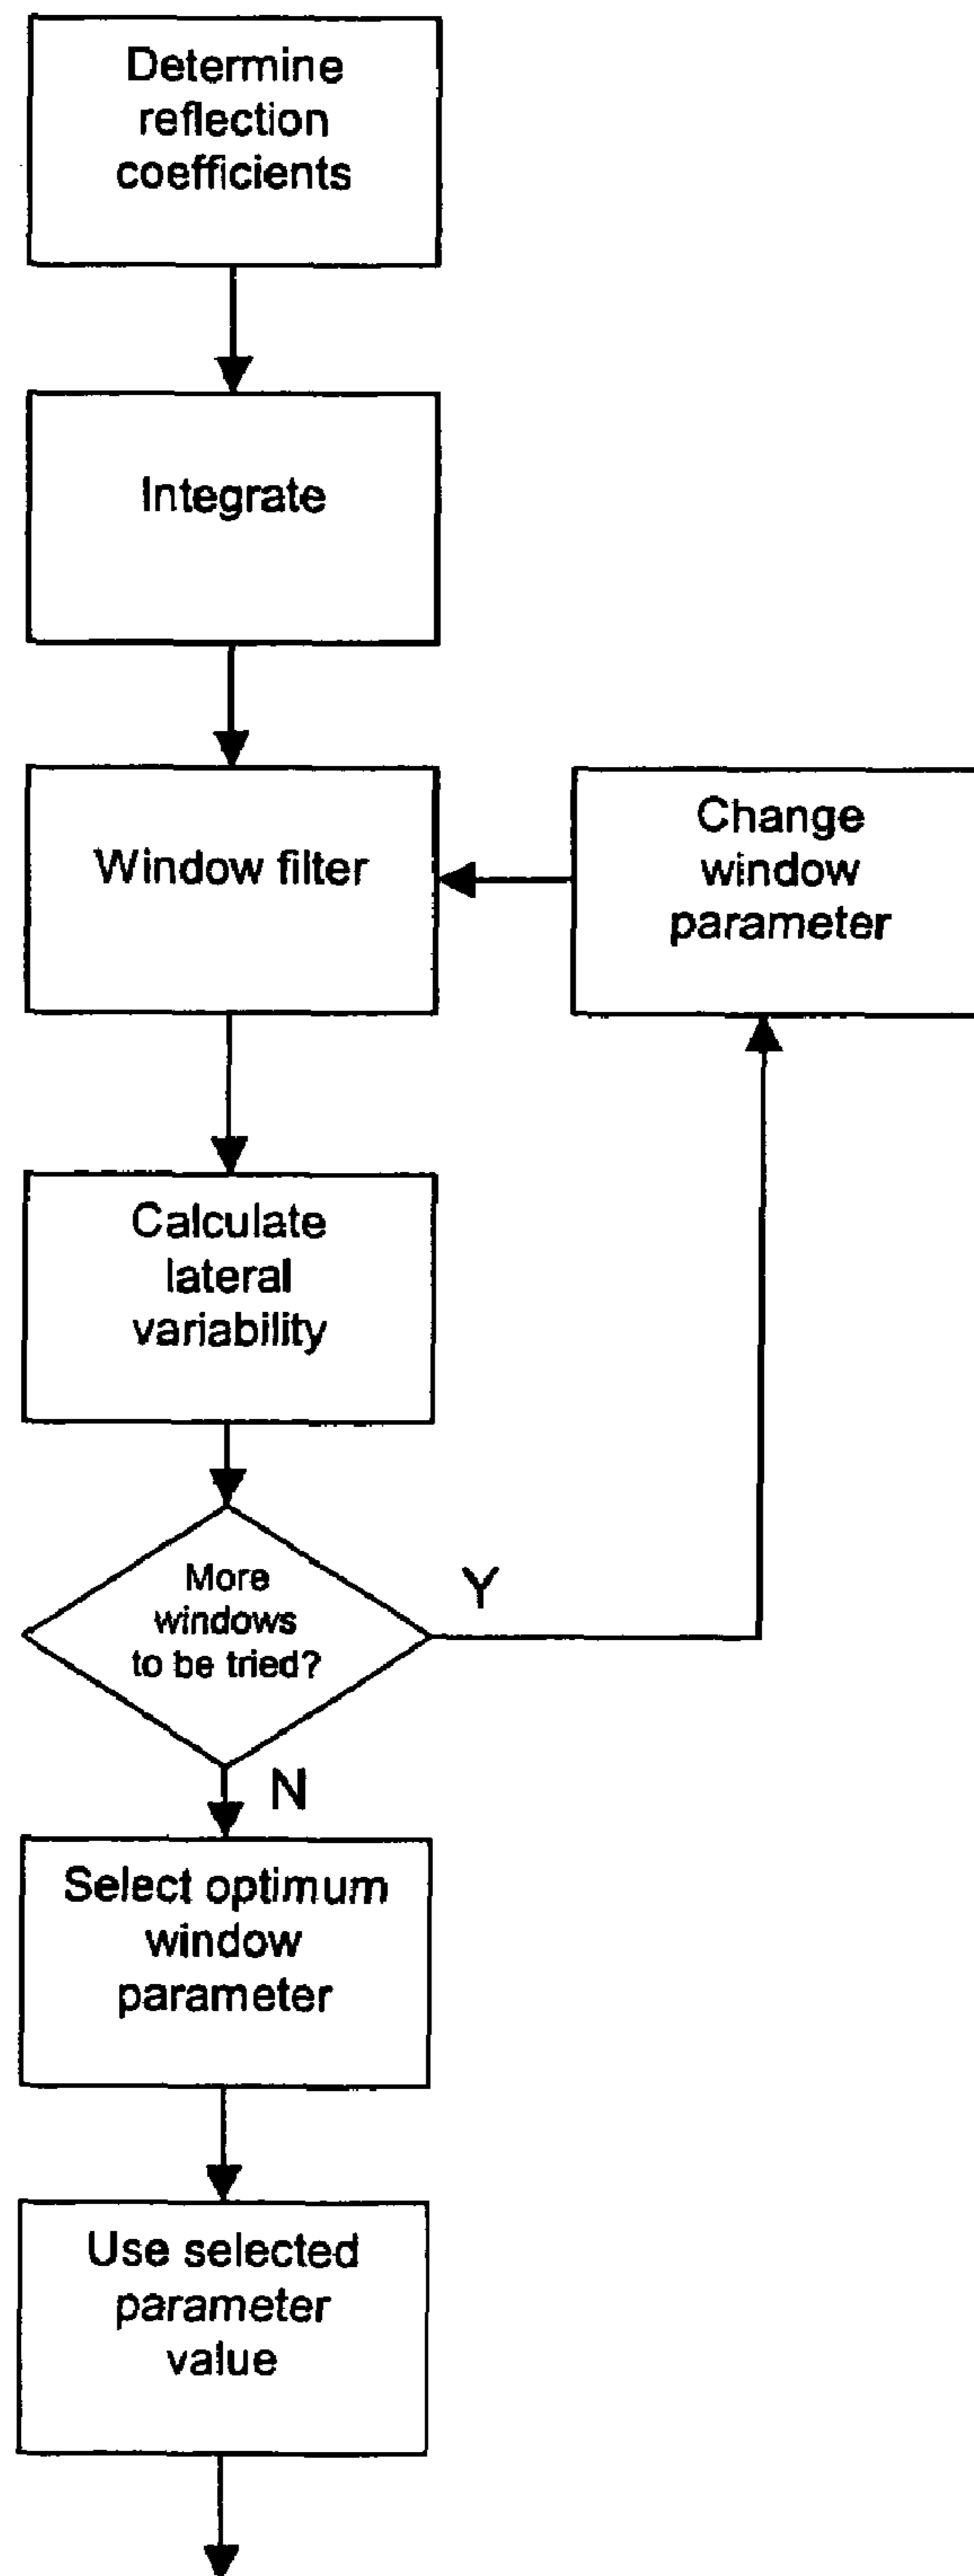 Determine
reflection
coefficients
Integrate
Window filter
Change
window
parameter
Calculate
lateral
variability
More
windows
to be tried?
Y
N
Select optimum
window
parameter
Use selected
parameter
value